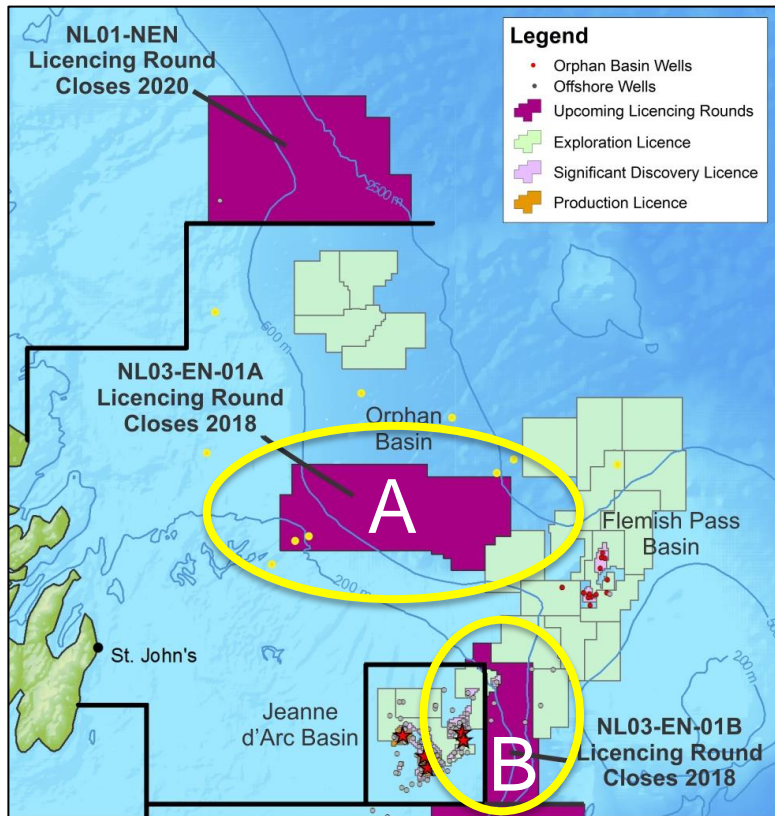 NL01-NEN
Licencing Round
Closes 2020
Legend
Orphan Basin Wells
Offshore Wells
Upcoming Licencing Rounds
Exploration Licence
Significant Discovery Licence
Production Licence
2500 m
500 m
NL03-EN-01A
Licencing Round
Closes 2018
Orphan
Basin
A
Flemish Pass
Basin
200 m
St. John's
200 m
Jeanne
d'Arc Basin
B
NL03-EN-01B
Licencing Round
Closes 2018